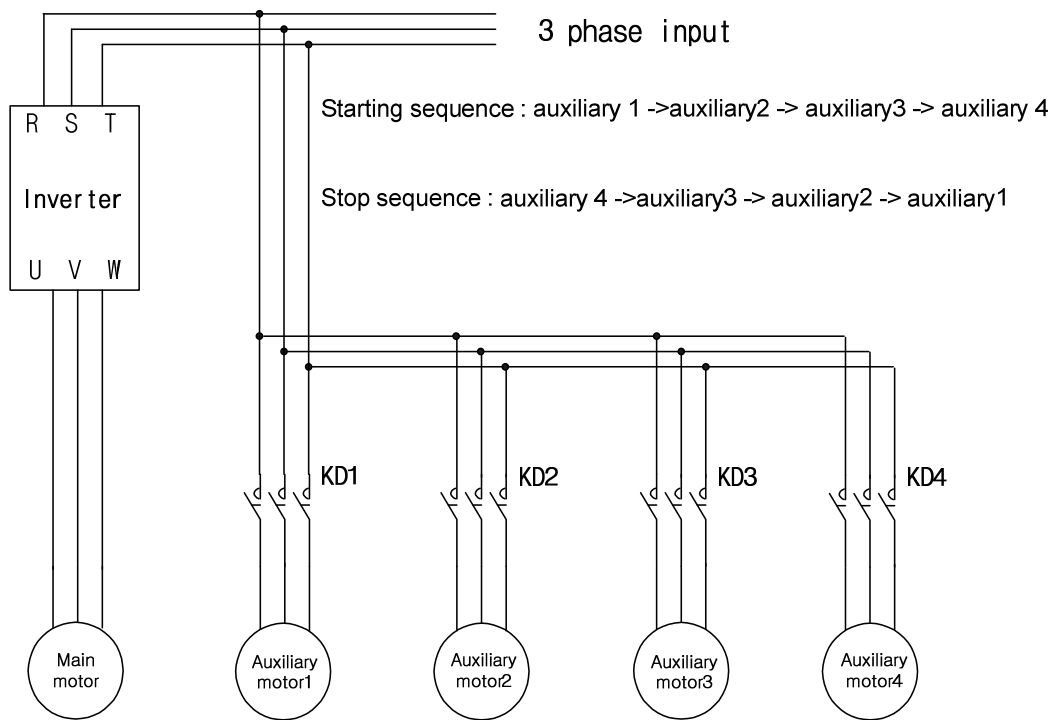 3 phase input
Starting sequence : auxiliary 1 ->auxiliary2 -> auxiliary3 -> auxiliary 4
R S T
Inverter
Stop sequence : auxiliary 4 ->auxiliary3 -> auxiliary2 -> auxiliary1
U V W
KD1
KD2
KD3
KD4
Main
motor
Auxiliary
motor1
Auxiliary
motor2
Auxiliary
motor3
Auxiliary
motor4